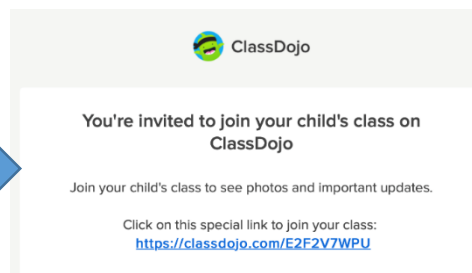 ClassDojo
You're invited to join your child's class on
ClassDojo
Join your child's class to see photos and important updates.
Click on this special link to join your class:
https://classdojo.com/E2F2V7WPU